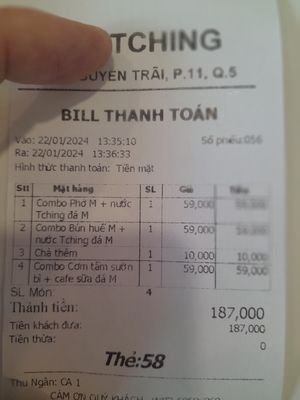 TCHING
UYỄN TRÃI, P.11, Q.5
BILL THANH TOÁN
Vào: 22/01/2024 13:35:10 Số phiếu:056
Ra: 22/01/2024 13:36:33
Hình thức thanh toán: Tiền mặt
Stt Mặt hàng SL Giá
1 Combo Phở M + nước 1 59,000
Tching đá M
2 Combo Bún huế M + 1 59,000
nước Tching đá M
3 Chả thêm 1 10,000 10,000
4 Combo Cơm tấm sườn 1 59,000 59,000
bì + cafe sữa đá M
SL Món 4
Thành tiền: 187,000
Tiền khách đưa: 187,000
Tiền thừa: 0
Thẻ:58
Thu Ngân: CA 1
CẢM ƠN QUÝ KHÁCH